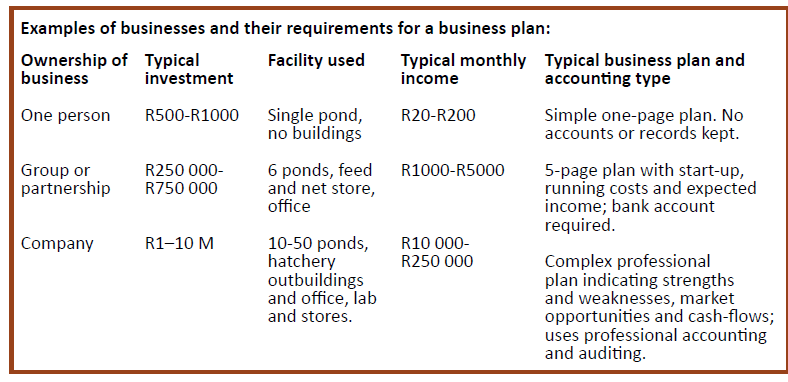 Examples of businesses and their requirements for a business plan:
Ownership of business Typical investment Facility used Typical monthly income Typical business plan and accounting type
One person R500-R1000 Single pond, no buildings R20-R200 Simple one-page plan. No accounts or records kept.
Group or partnership R250 000-R750 000 6 ponds, feed and net store, office R1000-R5000 5-page plan with start-up, running costs and expected income; bank account required.
Company R1–10 M 10-50 ponds, hatchery outbuildings and office, lab and stores. R10 000-R250 000 Complex professional plan indicating strengths and weaknesses, market opportunities and cash-flows; uses professional accounting and auditing.